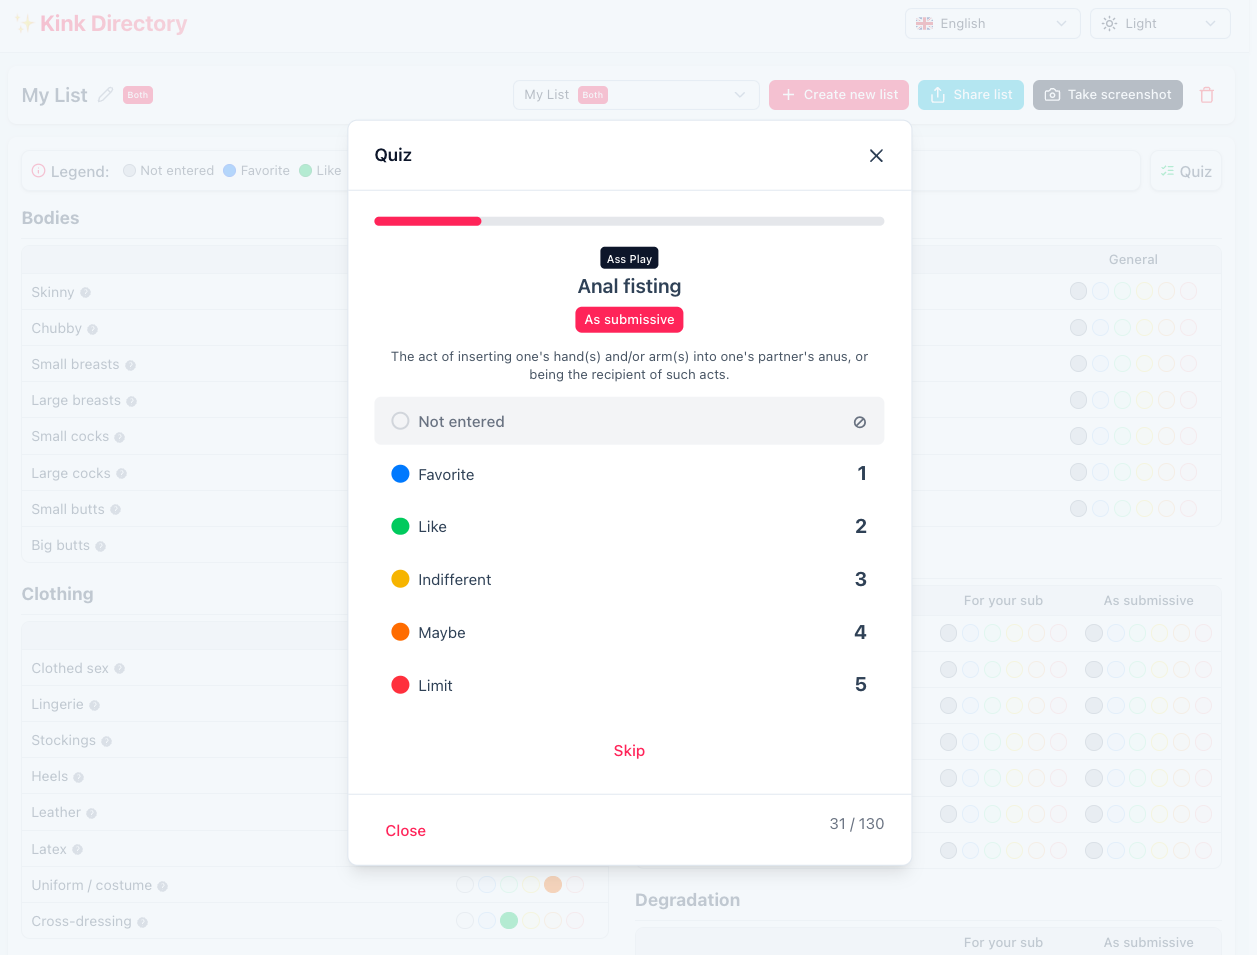 ✨ Kink Directory
English
Light
My List Both
My List Both
Create new list
Share list
Take screenshot
Legend: Not entered Favorite Like
Quiz
Bodies
General
Skinny
Chubby
Small breasts
Large breasts
Small cocks
Large cocks
Small butts
Big butts
Clothing
For your sub As submissive
Clothed sex
Lingerie
Stockings
Heels
Leather
Latex
Uniform / costume
Cross-dressing
Degradation
For your sub As submissive
Quiz
Ass Play
Anal fisting
As submissive
The act of inserting one's hand(s) and/or arm(s) into one's partner's anus, or
being the recipient of such acts.
Not entered
Favorite 1
Like 2
Indifferent 3
Maybe 4
Limit 5
Skip
Close
31 / 130